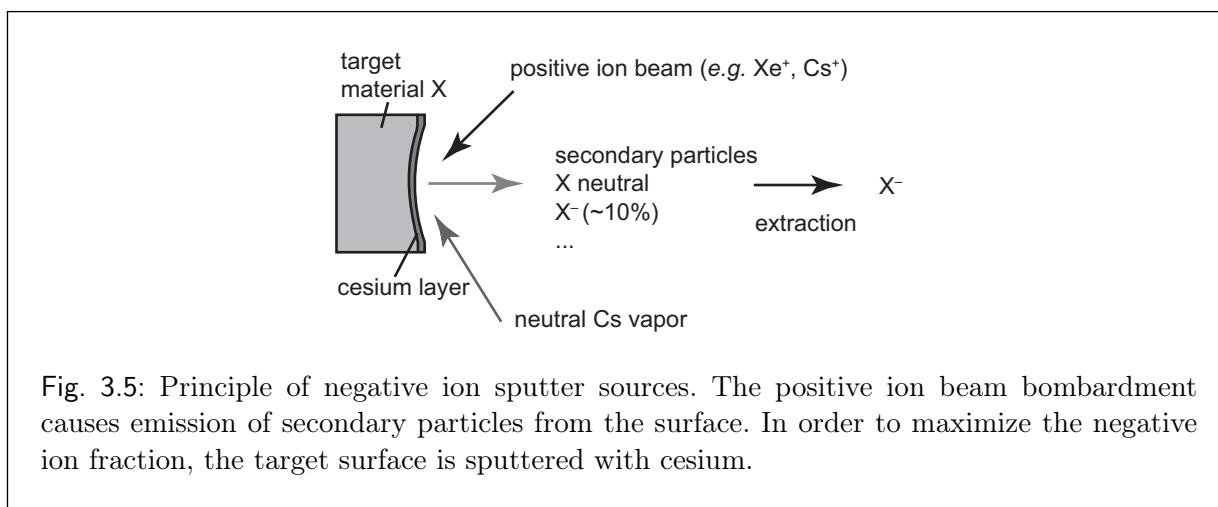 target
material X
positive ion beam (e.g. Xe⁺, Cs⁺)
secondary particles
X neutral
X⁻ (~10%)
...
extraction
X⁻
cesium layer
neutral Cs vapor
Fig. 3.5: Principle of negative ion sputter sources. The positive ion beam bombardment
causes emission of secondary particles from the surface. In order to maximize the negative
ion fraction, the target surface is sputtered with cesium.